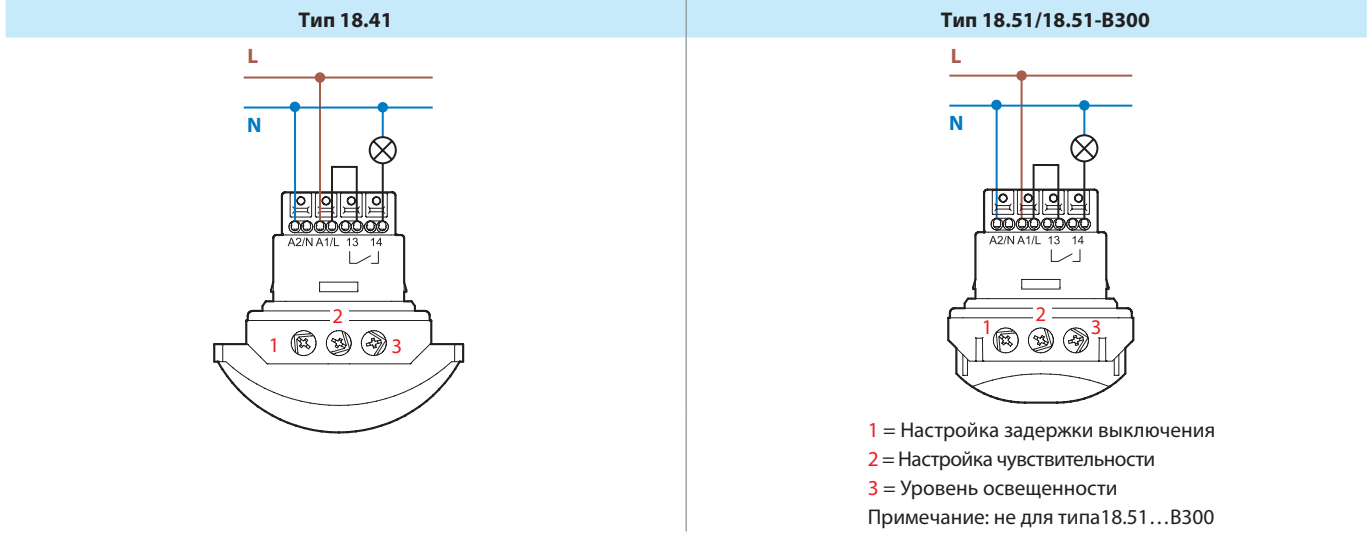 Тип 18.41
L
N
A2/N A1/L 13 14
2
1 3
Тип 18.51/18.51-B300
L
N
A2/N A1/L 13 14
2
1 3
1 = Настройка задержки выключения
2 = Настройка чувствительности
3 = Уровень освещенности
Примечание: не для типа18.51…B300